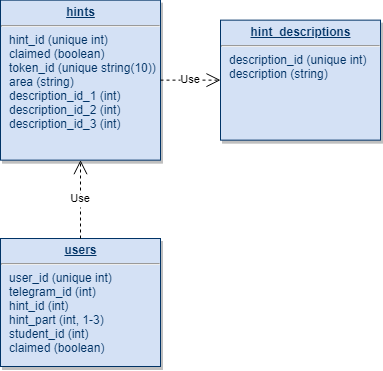 hints
hint_id (unique int)
claimed (boolean)
token_id (unique string(10))
area (string)
description_id_1 (int)
description_id_2 (int)
description_id_3 (int)
Use
hint_descriptions
description_id (unique int)
description (string)
Use
users
user_id (unique int)
telegram_id (int)
hint_id (int)
hint_part (int, 1-3)
student_id (int)
claimed (boolean)